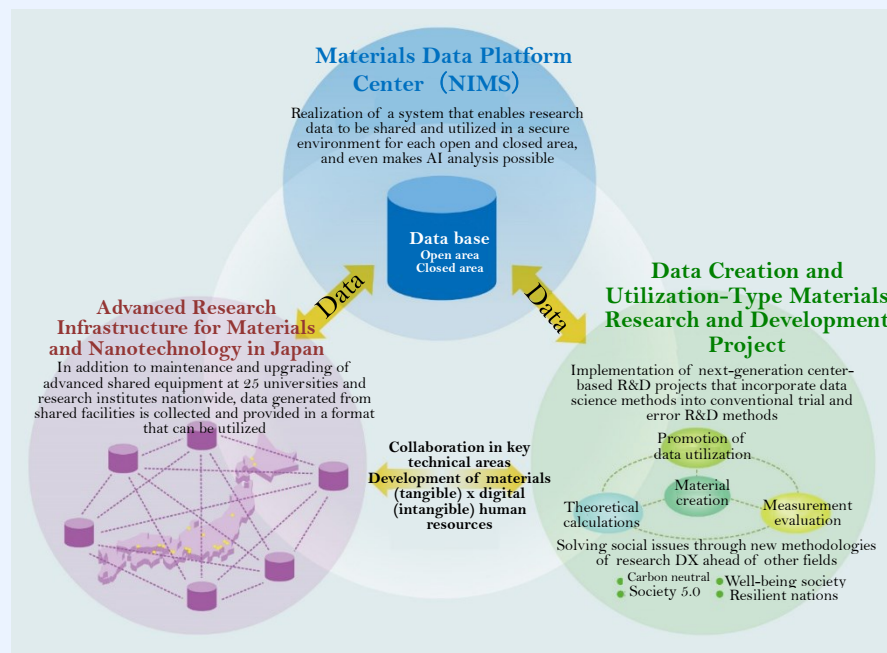 Materials Data Platform
Center (NIMS)
Realization of a system that enables research
data to be shared and utilized in a secure
environment for each open and closed area,
and even makes AI analysis possible
Data base
Open area
Closed area
Data
Data
Advanced Research
Infrastructure for Materials
and Nanotechnology in Japan
In addition to maintenance and upgrading of
advanced shared equipment at 25 universities and
research institutes nationwide, data generated from
shared facilities is collected and provided in a format
that can be utilized
Collaboration in key
technical areas
Development of materials
(tangible) x digital
(intangible) human
resources
Data Creation and
Utilization-Type Materials
Research and Development
Project
Implementation of next-generation center-
based R&D projects that incorporate data
science methods into conventional trial and
error R&D methods
Promotion of
data utilization
Material
creation
Theoretical
calculations
Measurement
evaluation
Solving social issues through new methodologies
of research DX ahead of other fields
Carbon neutral
Society 5.0
Well-being society
Resilient nations